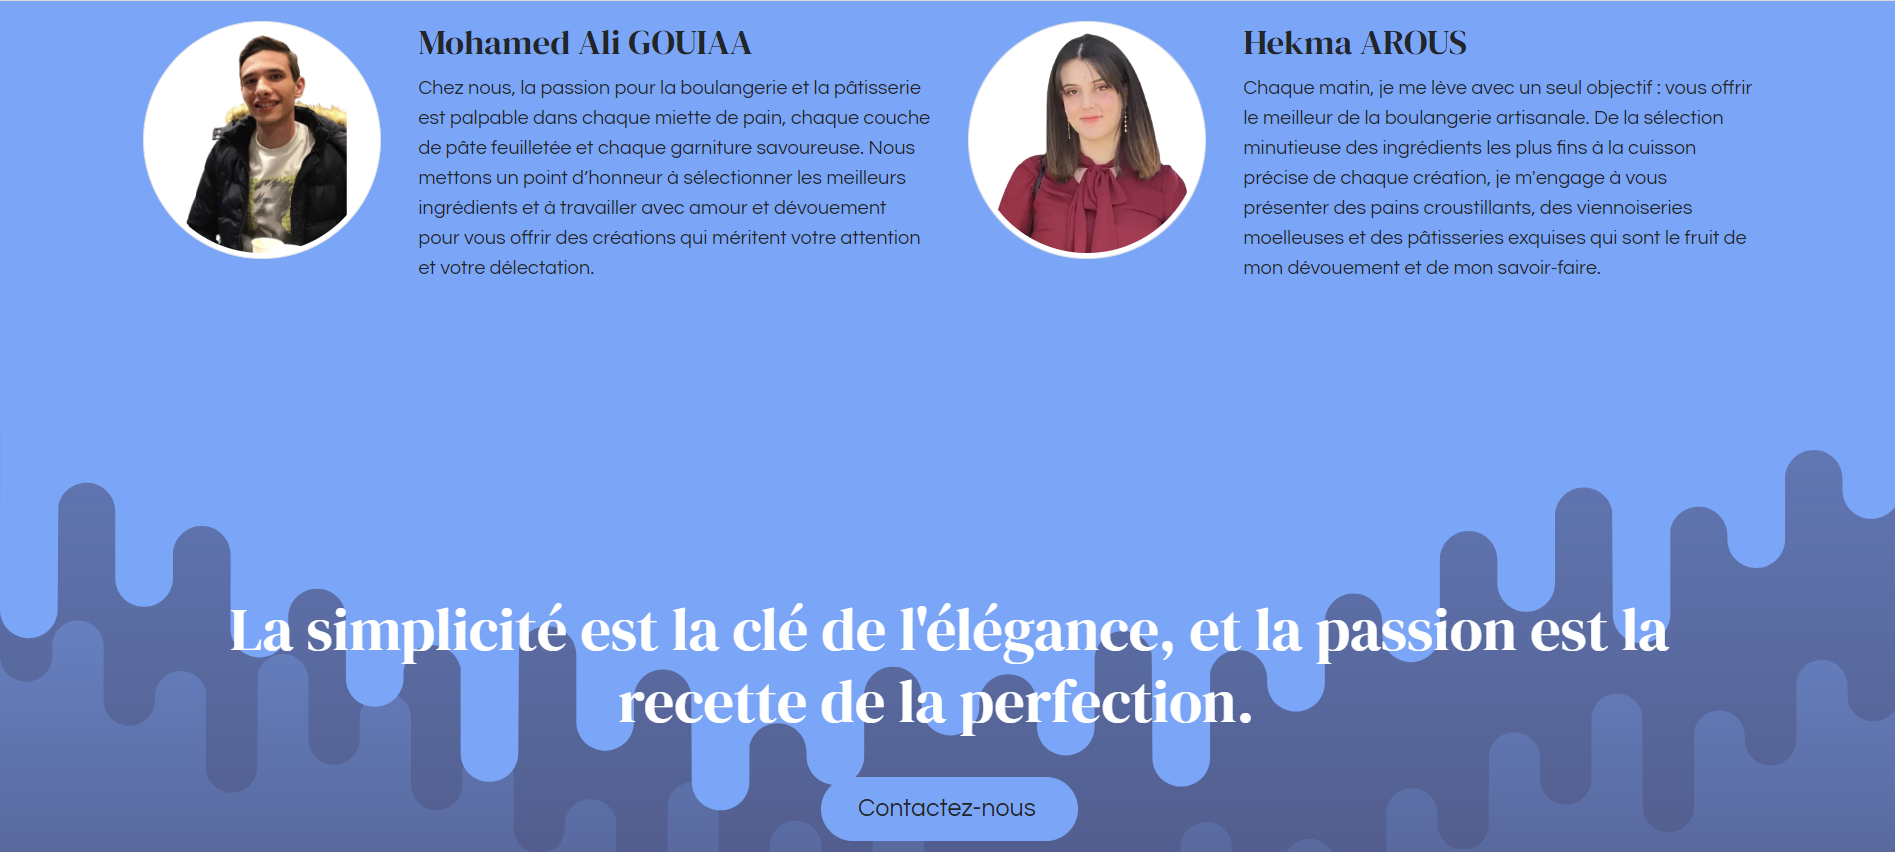 Mohamed Ali GOUIAA
Chez nous, la passion pour la boulangerie et la pâtisserie
est palpable dans chaque miette de pain, chaque couche
de pâte feuilletée et chaque garniture savoureuse. Nous
mettons un point d’honneur à sélectionner les meilleurs
ingrédients et à travailler avec amour et dévouement
pour vous offrir des créations qui méritent votre attention
et votre délectation.
Hekma AROUS
Chaque matin, je me lève avec un seul objectif : vous offrir
le meilleur de la boulangerie artisanale. De la sélection
minutieuse des ingrédients les plus fins à la cuisson
précise de chaque création, je m'engage à vous
présenter des pains croustillants, des viennoiseries
moelleuses et des pâtisseries exquises qui sont le fruit de
mon dévouement et de mon savoir-faire.
La simplicité est la clé de l'élégance, et la passion est la
recette de la perfection.
Contactez-nous